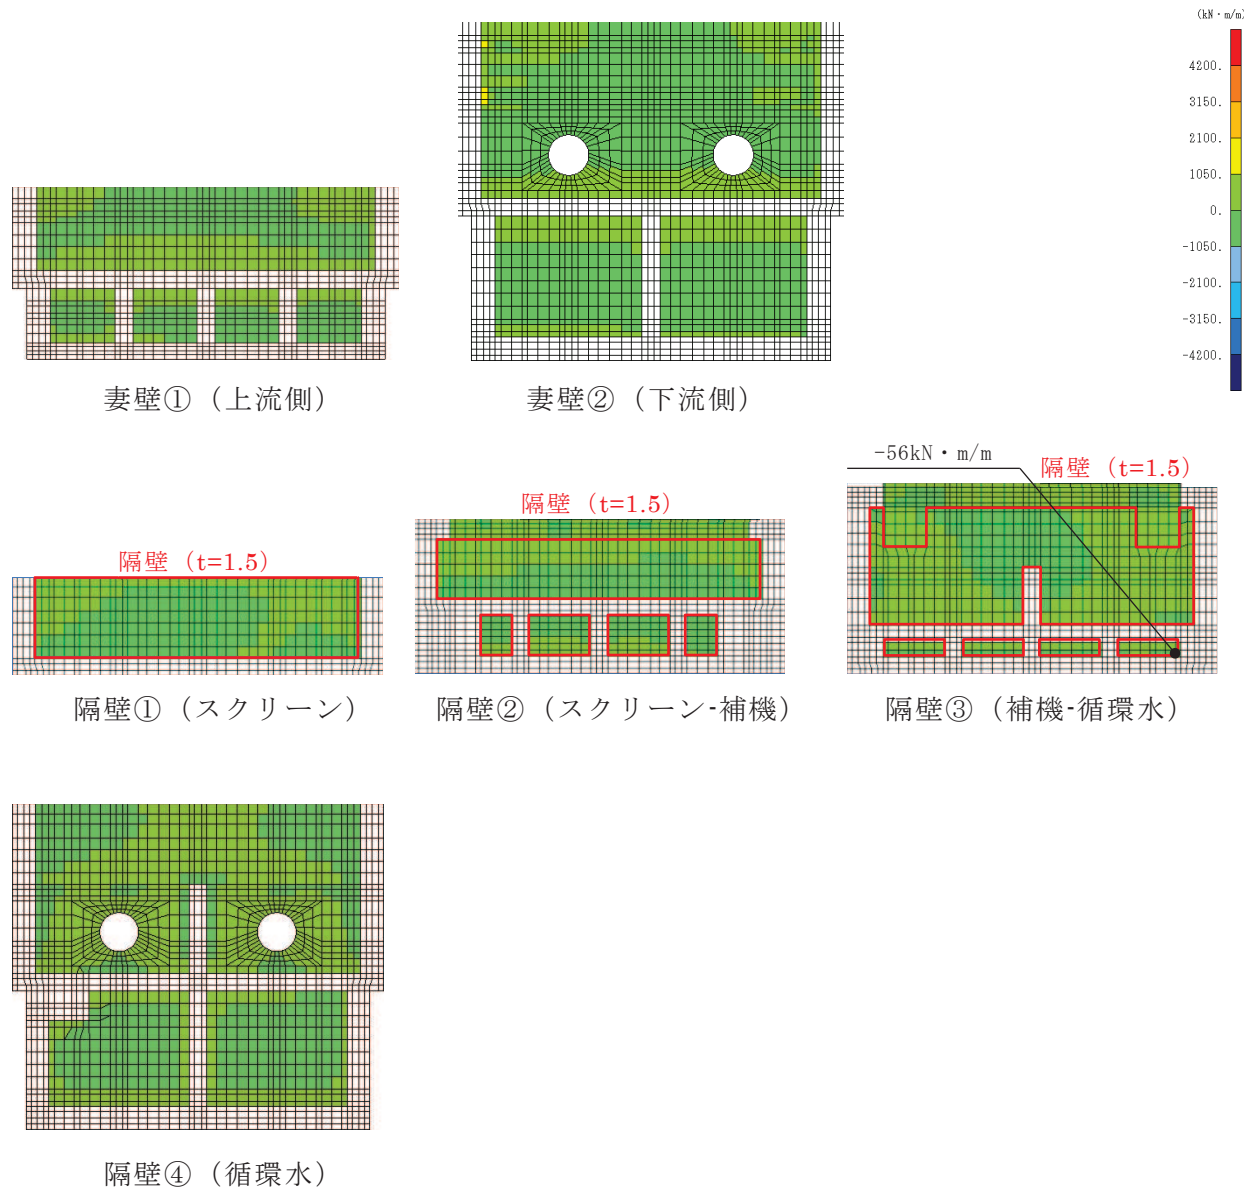 (kN・m/m)
4200.
3150.
2100.
1050.
0.
-1050.
-2100.
-3150.
-4200.
妻壁①（上流側）
妻壁②（下流側）
隔壁（t=1.5）
隔壁①（スクリーン）
隔壁（t=1.5）
隔壁②（スクリーン-補機）
-56kN・m/m
隔壁（t=1.5）
隔壁③（補機-循環水）
隔壁④（循環水）